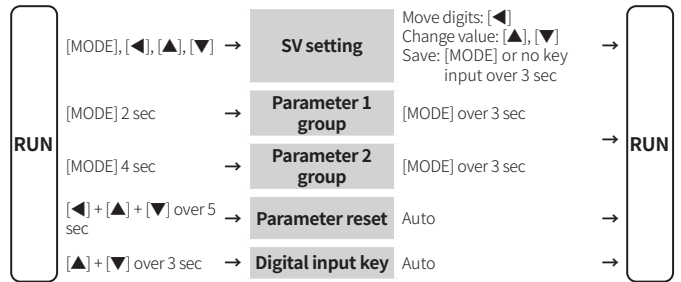 RUN
[MODE], [◀], [▲], [▼] → SV setting
Move digits: [◀]
Change value: [▲], [▼]
Save: [MODE] or no key
input over 3 sec
→
[MODE] 2 sec → Parameter 1
group
[MODE] over 3 sec
[MODE] 4 sec → Parameter 2
group
[MODE] over 3 sec
→
[◀] + [▲] + [▼] over 5
sec
→ Parameter reset Auto →
[▲] + [▼] over 3 sec → Digital input key Auto →
RUN